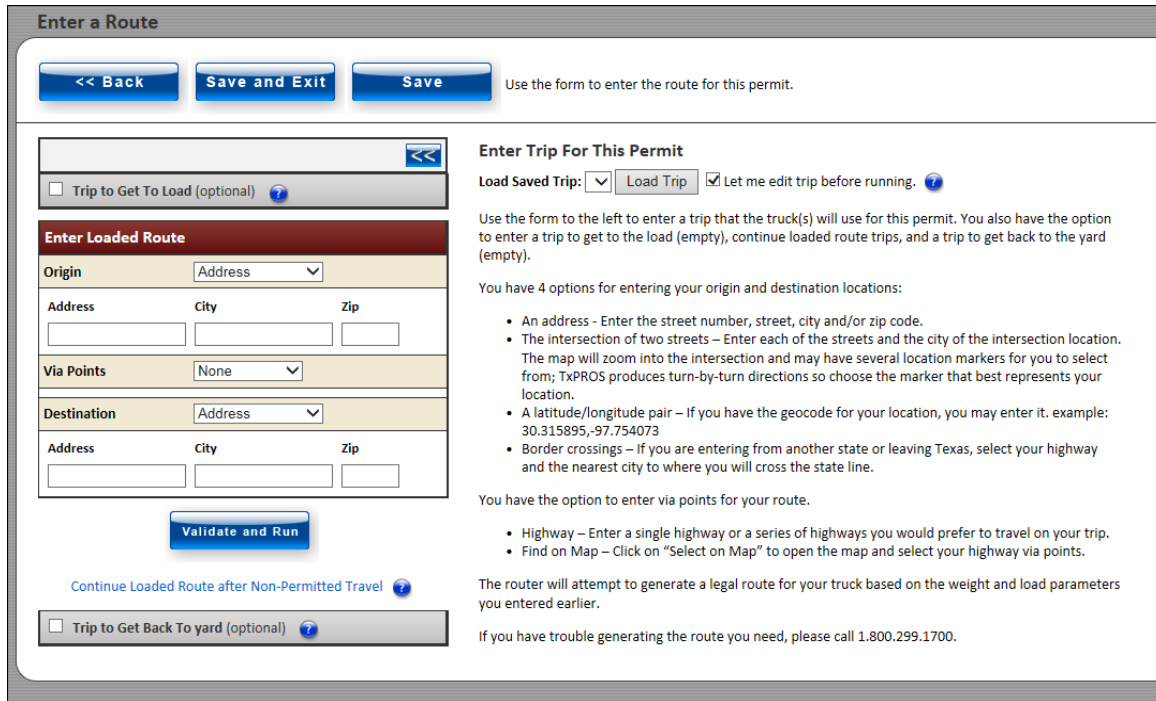 Enter a Route
<< Back
Save and Exit
Save
Use the form to enter the route for this permit.
<<
Trip to Get To Load (optional) ?
Enter Loaded Route
Origin Address
Address City Zip
Via Points None
Destination Address
Address City Zip
Validate and Run
Continue Loaded Route after Non-Permitted Travel ?
Trip to Get Back To yard (optional) ?
Enter Trip For This Permit
Load Saved Trip: Load Trip Let me edit trip before running. ?
Use the form to the left to enter a trip that the truck(s) will use for this permit. You also have the option
to enter a trip to get to the load (empty), continue loaded route trips, and a trip to get back to the yard
(empty).
You have 4 options for entering your origin and destination locations:
• An address - Enter the street number, street, city and/or zip code.
• The intersection of two streets – Enter each of the streets and the city of the intersection location.
The map will zoom into the intersection and may have several location markers for you to select
from; TxPROS produces turn-by-turn directions so choose the marker that best represents your
location.
• A latitude/longitude pair – If you have the geocode for your location, you may enter it. example:
30.315895,-97.754073
• Border crossings – If you are entering from another state or leaving Texas, select your highway
and the nearest city to where you will cross the state line.
You have the option to enter via points for your route.
• Highway – Enter a single highway or a series of highways you would prefer to travel on your trip.
• Find on Map – Click on “Select on Map” to open the map and select your highway via points.
The router will attempt to generate a legal route for your truck based on the weight and load parameters
you entered earlier.
If you have trouble generating the route you need, please call 1.800.299.1700.